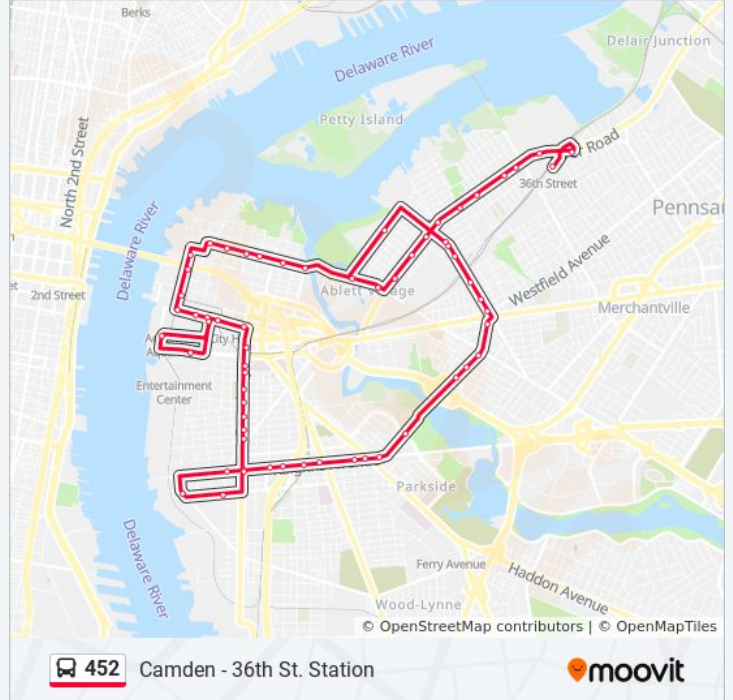 Berks
Delair Junction
Delaware River
Petty Island
North 2nd Street
Road
36th Street
Pennsau
Delaware River
Westfield Avenue
et
2nd Street
Ablett Village
Merchantville
City H
Entertainment
Center
Parkside
Delaware River
Ferry Avenue
Haddon Avenue
Wood-Lynne
© OpenStreetMap contributors | © OpenMapTiles
452 Camden - 36th St. Station
moovit